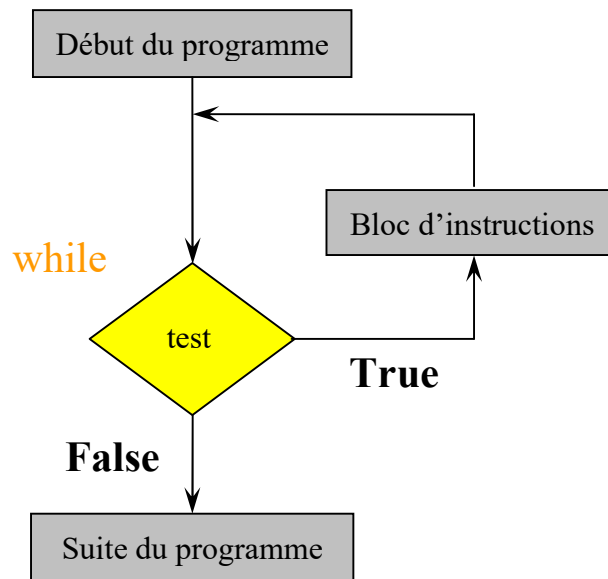 Début du programme
Bloc d’instructions
while
test
True
False
Suite du programme